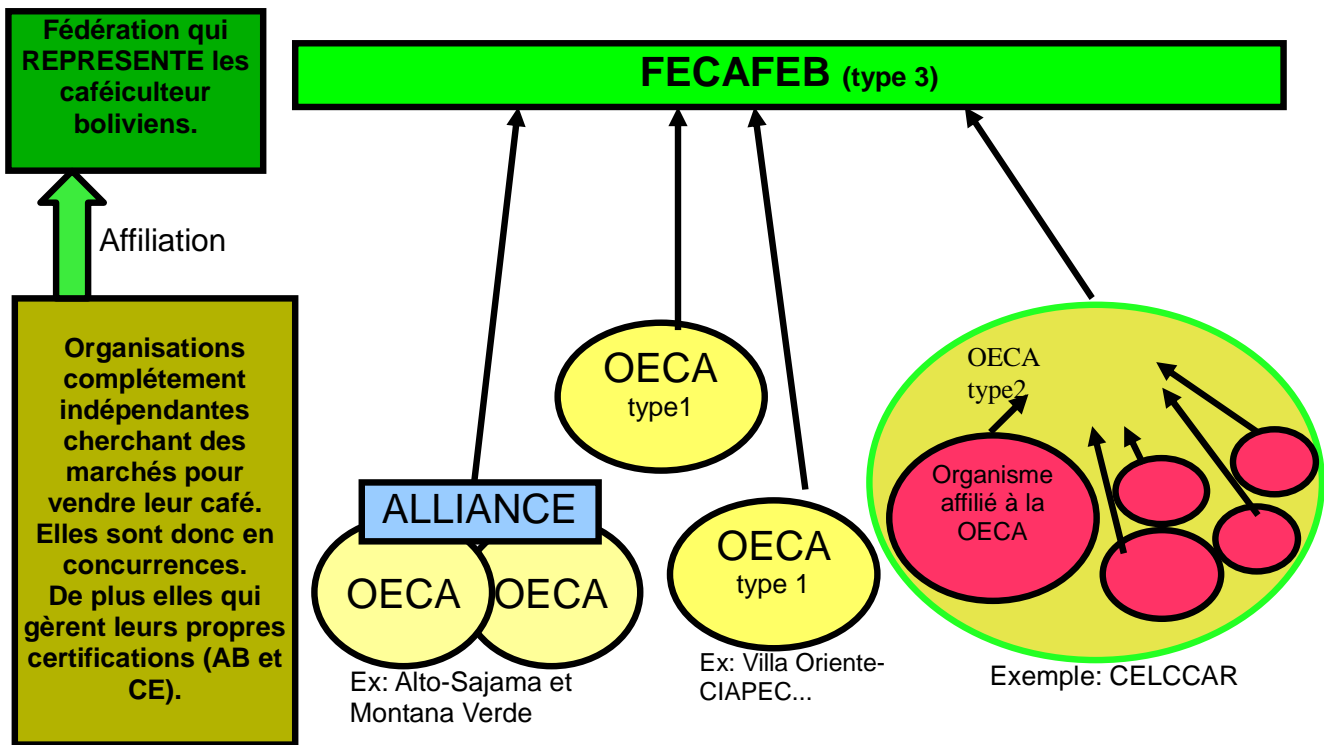 Fédération qui
REPRESENTE les
caféiculteur
boliviens.
FECAFEB (type 3)
Affiliation
Organisations
complétement
indépendantes
cherchant des
marchés pour
vendre leur café.
Elles sont donc en
concurrences.
De plus elles qui
gèrent leurs propres
certifications (AB et
CE).
OECA
type1
ALLIANCE
OECA
OECA
Ex: Alto-Sajama et
Montana Verde
OECA
type 1
Ex: Villa Oriente-
CIAPEC...
OECA
type2
Organisme
affilié à la
OECA
Exemple: CELCCAR